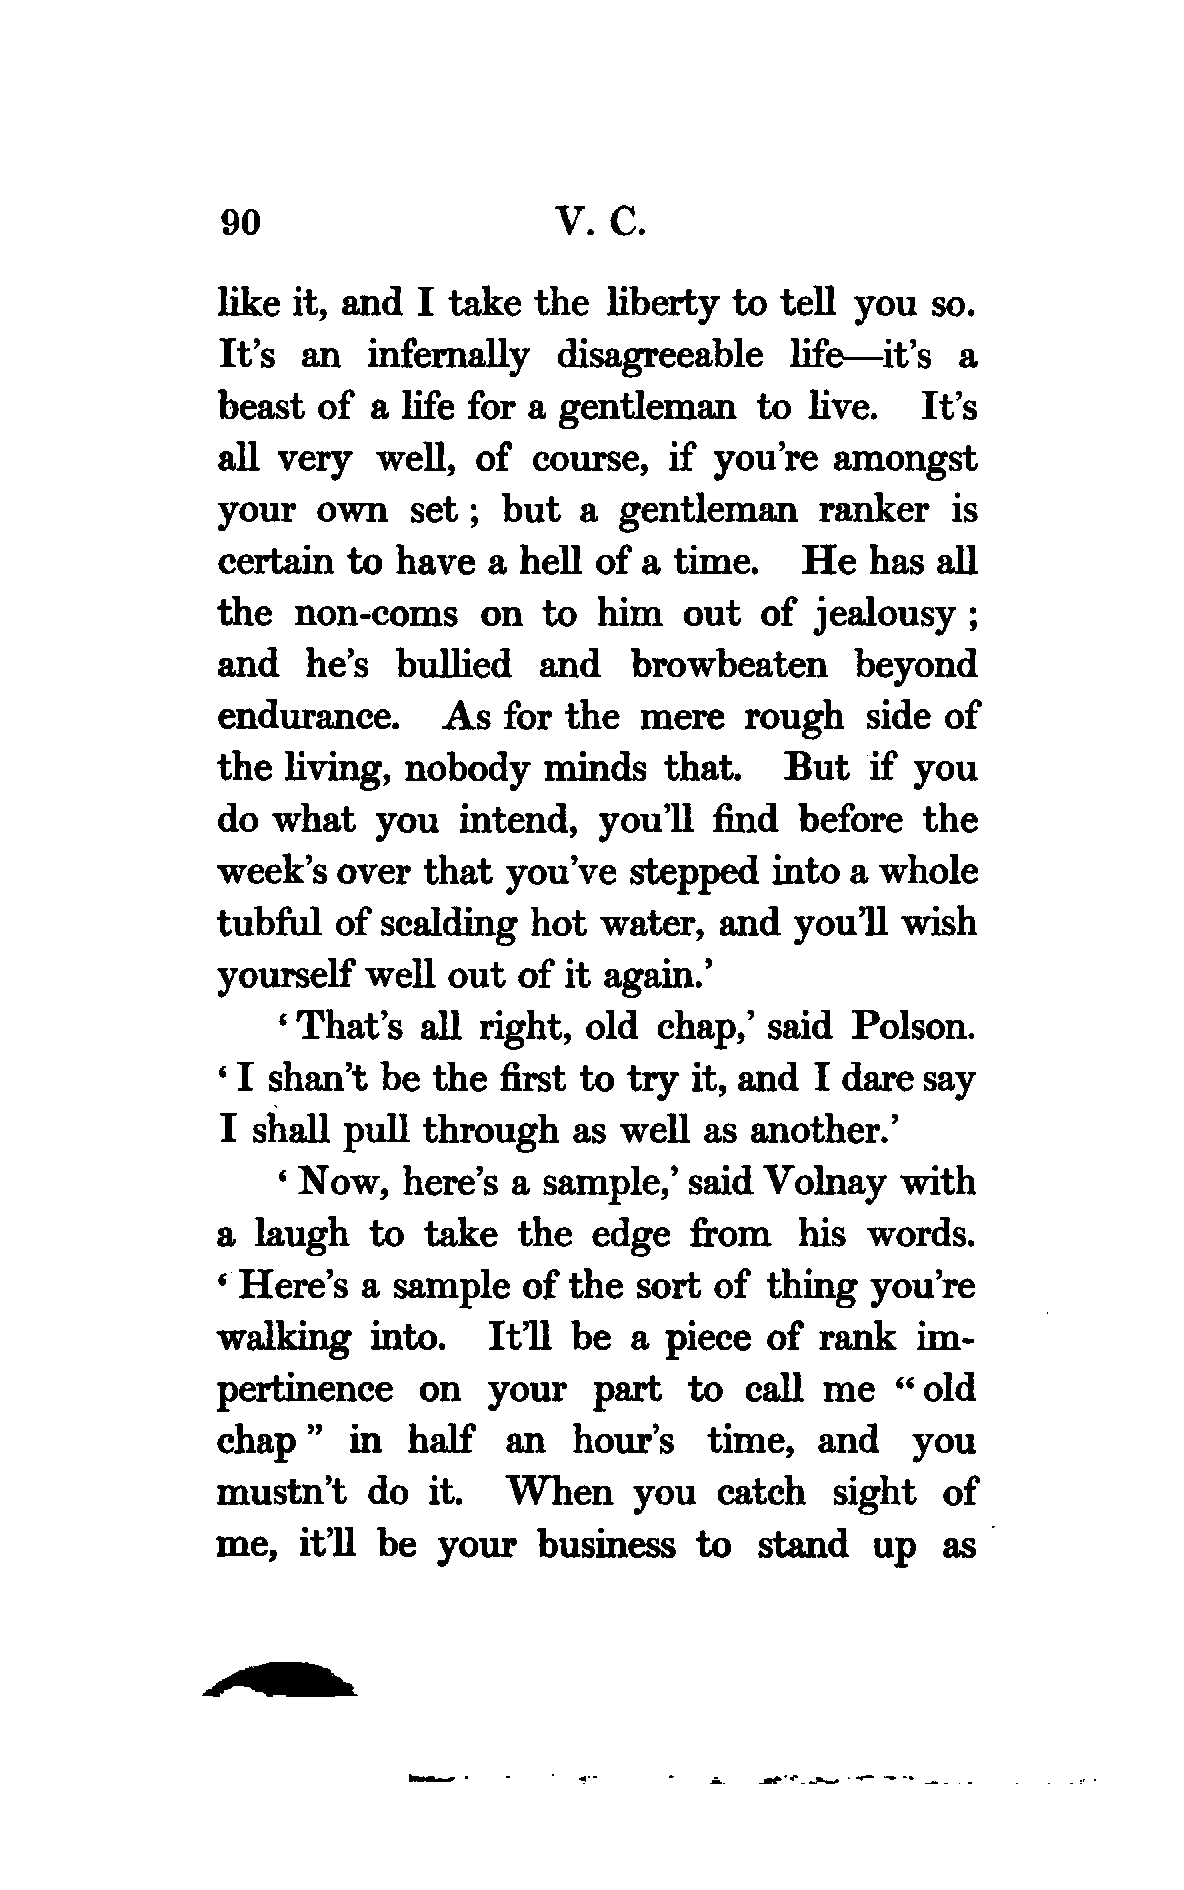 90 V. C.
like it, and I take the liberty to tell you so.
It's an infernally disagreeable life—it's a
beast of a life for a gentleman to live. It's
all very well, of course, if you're amongst
your own set ; but a gentleman ranker is
certain to have a hell of a time. He has all
the non-coms on to him out of jealousy ;
and he's bullied and browbeaten beyond
endurance. As for the mere rough side of
the living, nobody minds that. But if you
do what you intend, you'll find before the
week's over that you've stepped into a whole
tubful of scalding hot water, and you'll wish
yourself well out of it again.'
‘ That's all right, old chap,’ said Polson.
‘ I shan't be the first to try it, and I dare say
I shall pull through as well as another.’
‘ Now, here's a sample,’ said Volnay with
a laugh to take the edge from his words.
‘ Here's a sample of the sort of thing you're
walking into. It'll be a piece of rank im-
pertinence on your part to call me “ old
chap ” in half an hour's time, and you
mustn't do it. When you catch sight of
me, it'll be your business to stand up as